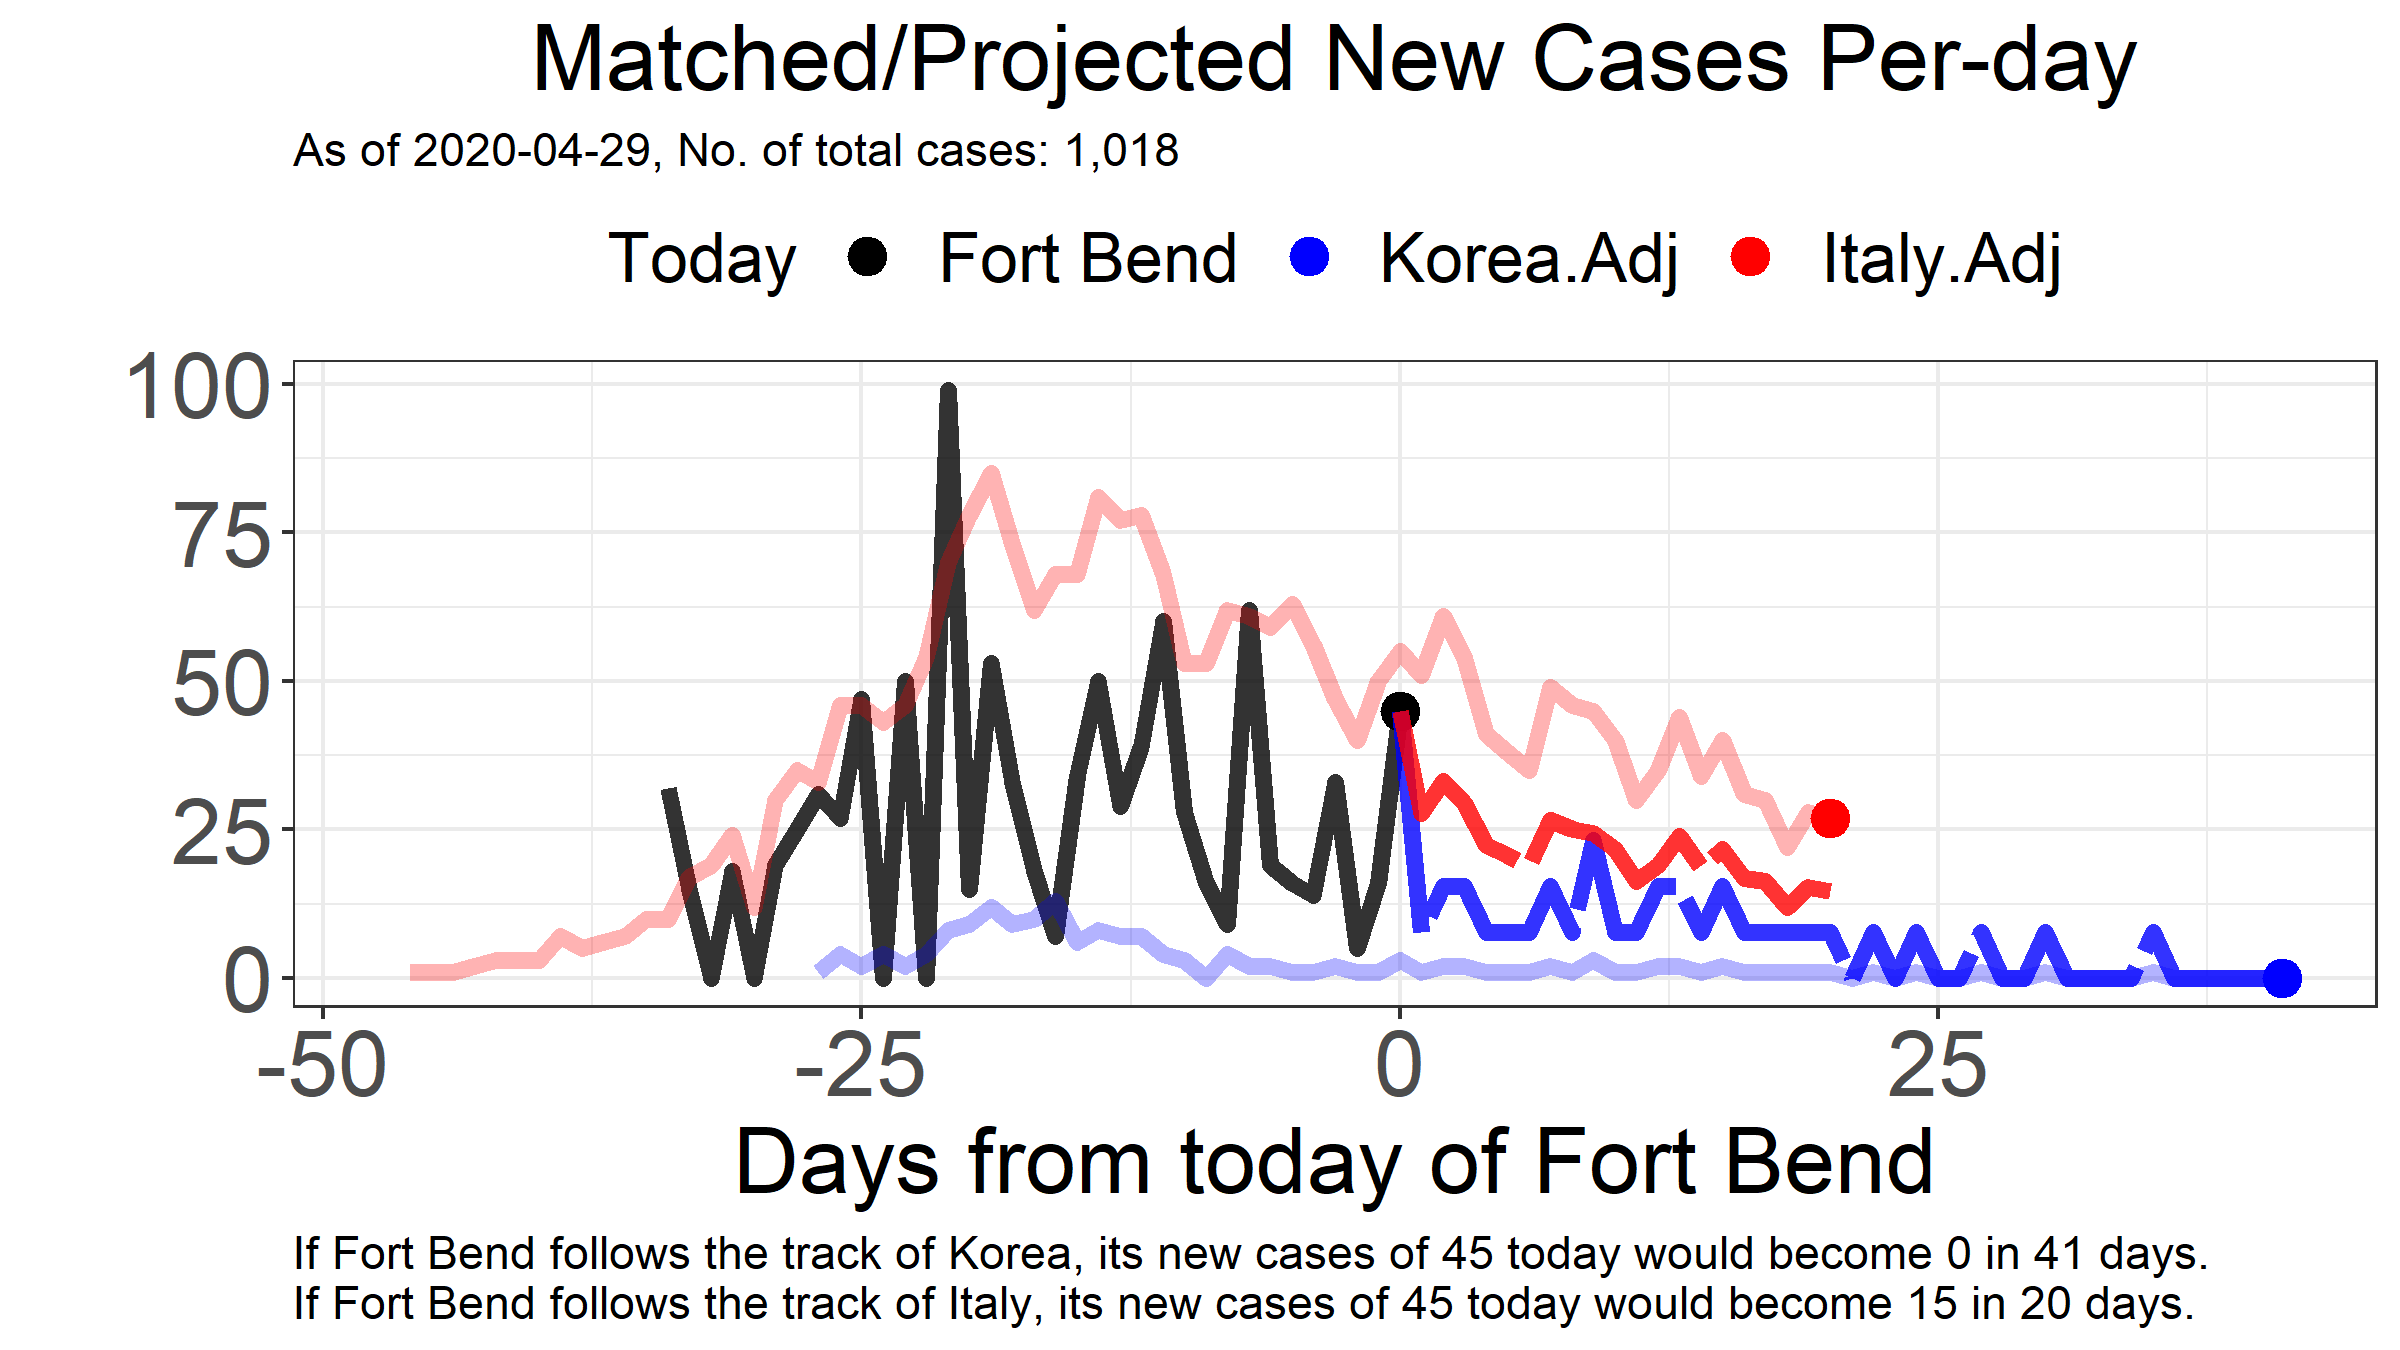 Matched/Projected New Cases Per-day
As of 2020-04-29, No. of total cases: 1,018
Today Fort Bend Korea.Adj Italy.Adj
100
75
50
25
0
-50 -25 0 25
Days from today of Fort Bend
If Fort Bend follows the track of Korea, its new cases of 45 today would become 0 in 41 days.
If Fort Bend follows the track of Italy, its new cases of 45 today would become 15 in 20 days.